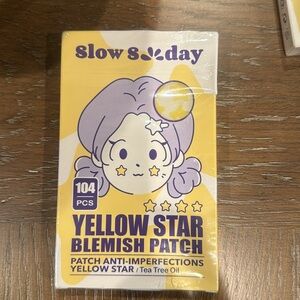 Slow Sunday
104
PCS
YELLOW STAR
BLEMISH PATCH
PATCH ANTI-IMPERFECTIONS
YELLOW STAR / Tea Tree Oil